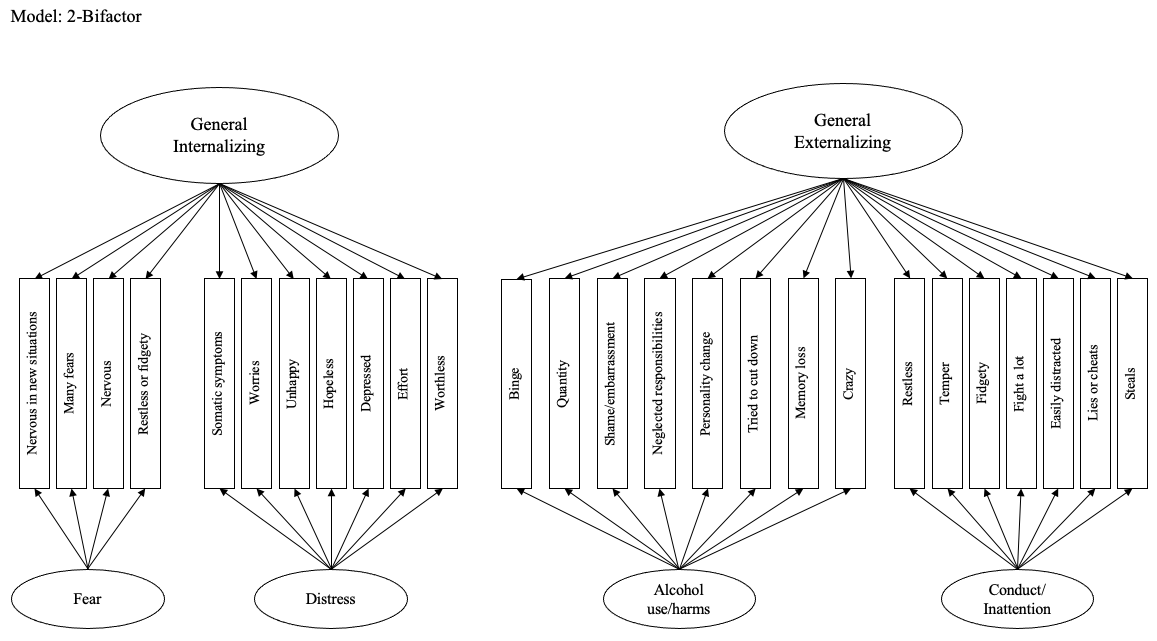 Model: 2-Bifactor
General
Internalizing
General
Externalizing
Nervous in new situations
Many fears
Nervous
Restless or fidgety
Somatic symptoms
Worries
Unhappy
Hopeless
Depressed
Effort
Worthless
Binge
Quantity
Shame/embarrassment
Neglected responsibilities
Personality change
Tried to cut down
Memory loss
Crazy
Restless
Temper
Fidgety
Fight a lot
Easily distracted
Lies or cheats
Steals
Fear
Distress
Alcohol
use/harms
Conduct/
Inattention